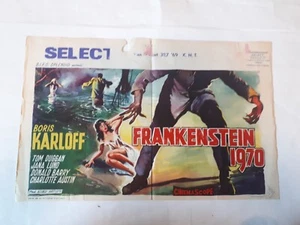 SELECT
BORIS
KARLOFF
TOM DUGGAN
JANA LUND
DONALD BARRY
CHARLOTTE AUSTIN
FRANKENSTEIN
1970
CINEMASCOPE